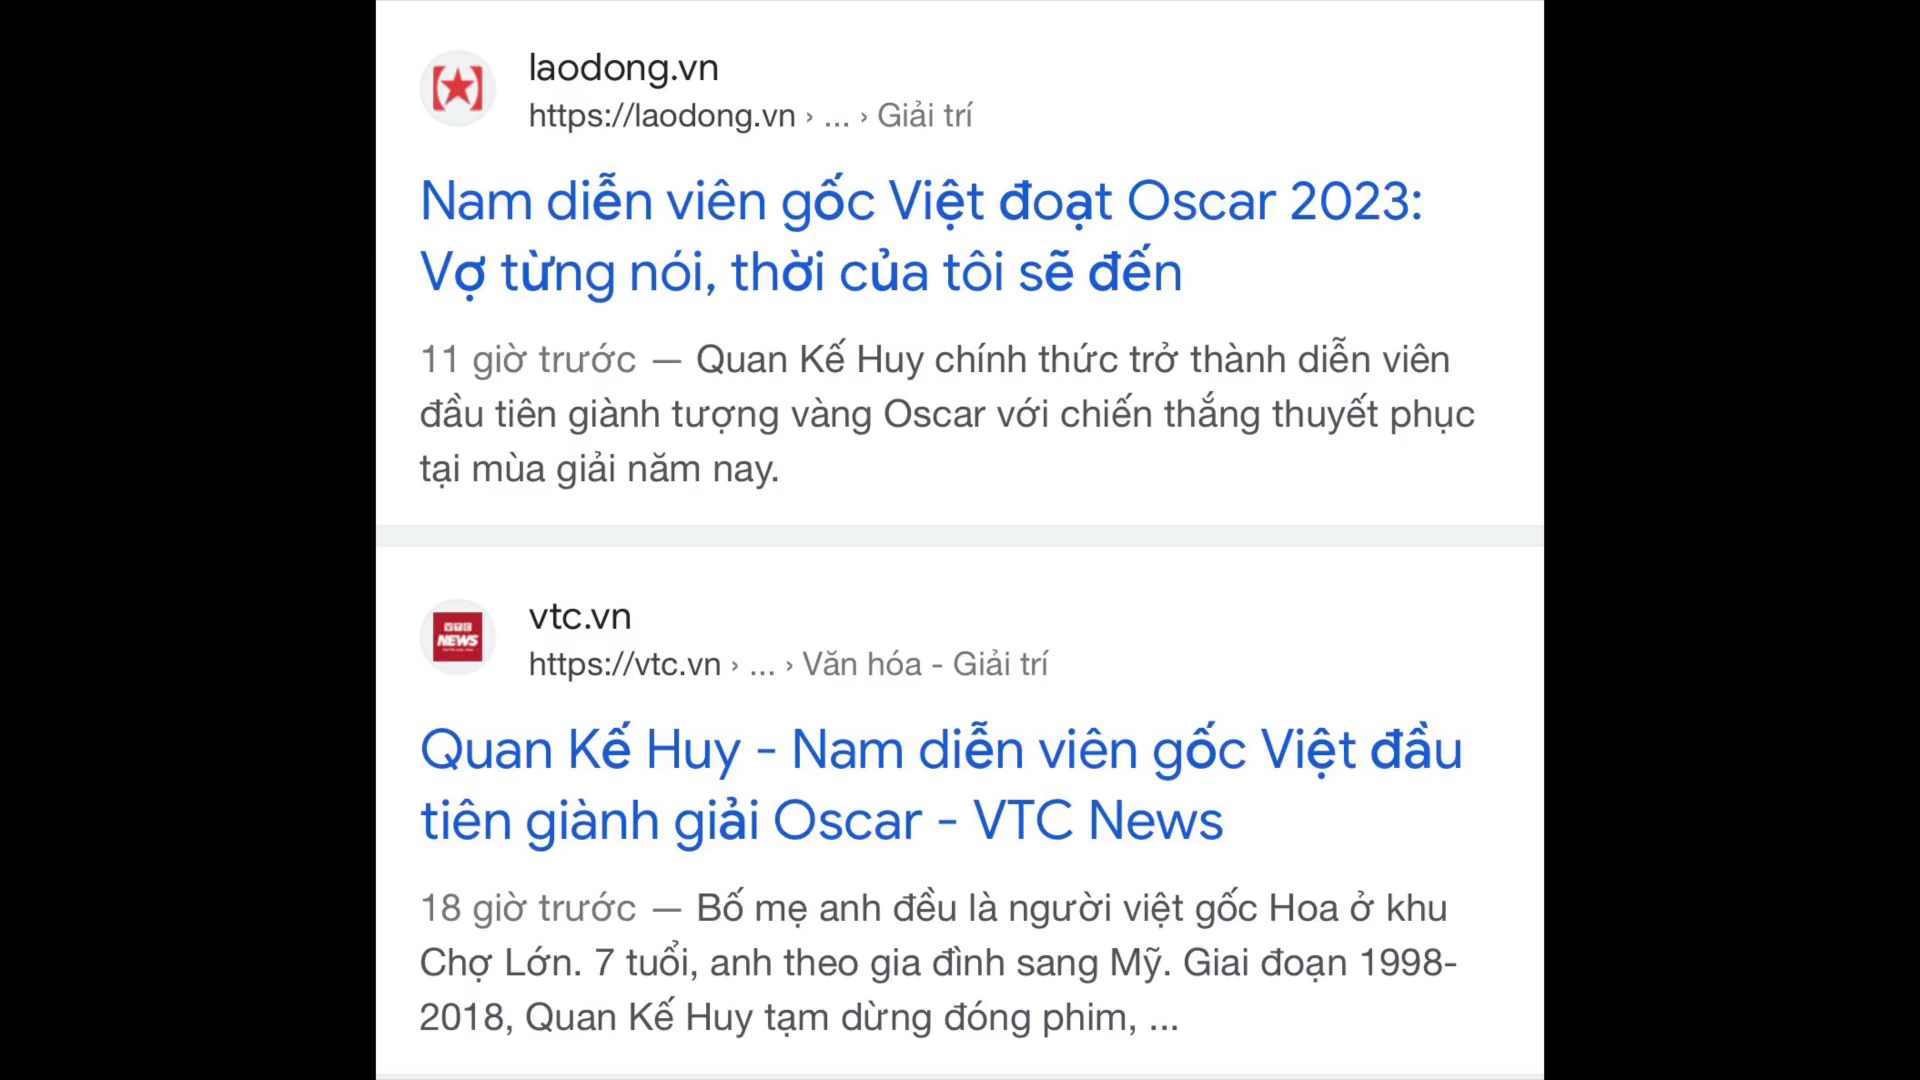 laodong.vn
https://laodong.vn › ... › Giải trí
Nam diễn viên gốc Việt đoạt Oscar 2023:
Vợ từng nói, thời của tôi sẽ đến
11 giờ trước — Quan Kế Huy chính thức trở thành diễn viên
đầu tiên giành tượng vàng Oscar với chiến thắng thuyết phục
tại mùa giải năm nay.
vtc.vn
VTC
NEWS
https://vtc.vn › ... › Văn hóa - Giải trí
Quan Kế Huy - Nam diễn viên gốc Việt đầu
tiên giành giải Oscar - VTC News
18 giờ trước — Bố mẹ anh đều là người việt gốc Hoa ở khu
Chợ Lớn. 7 tuổi, anh theo gia đình sang Mỹ. Giai đoạn 1998-
2018, Quan Kế Huy tạm dừng đóng phim, ...